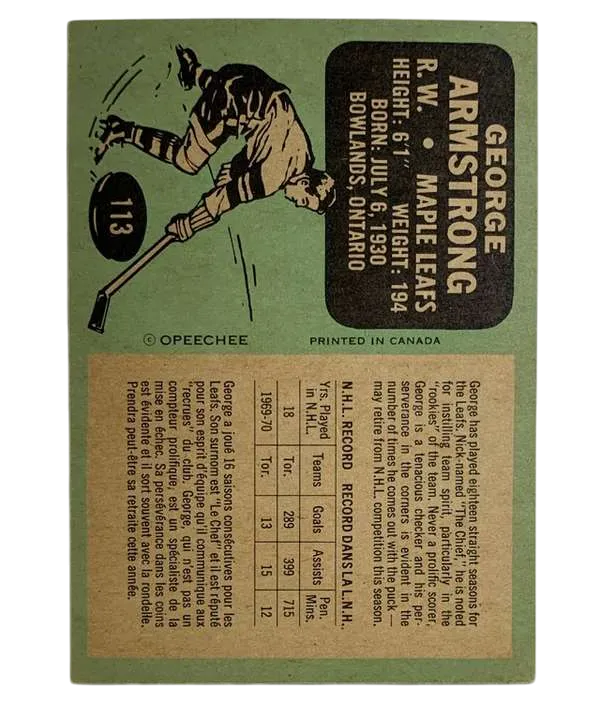 GEORGE
ARMSTRONG
R. W. • MAPLE LEAFS
HEIGHT: 6'1" WEIGHT: 194
BORN: JULY 6, 1930
BOWLANDS, ONTARIO
113
© OPEECHEE PRINTED IN CANADA
George has played eighteen straight seasons for
the Leafs. Nick-named "The Chief," he is noted
for instilling team spirit, particularly in the
"rookies" of the team. Never a prolific scorer,
George is a tenacious checker and his per-
serverance in the corners is evident in the
number of times he comes out with the puck —
may retire from N.H.L. competition this season.
N.H.L. RECORD RECORD DANS LA L.N.H.
Yrs. Played in N.H.L. Teams Goals Assists Pen. Mins.
18 Tor. 289 399 715
1969-70 Tor. 13 15 12
George a joué 16 saisons consécutives pour les
Leafs. Son surnom est "Le Chef" et il est réputé
pour son esprit d'équipe qu'il communique aux
"recrues" du club. George, qui n'est pas un
compteur prolifique, est un spécialiste de la
mise en échec. Sa persévérance dans les coins
est évidente et il sort souvent avec la rondelle.
Prendra peut-être sa retraite cette année.